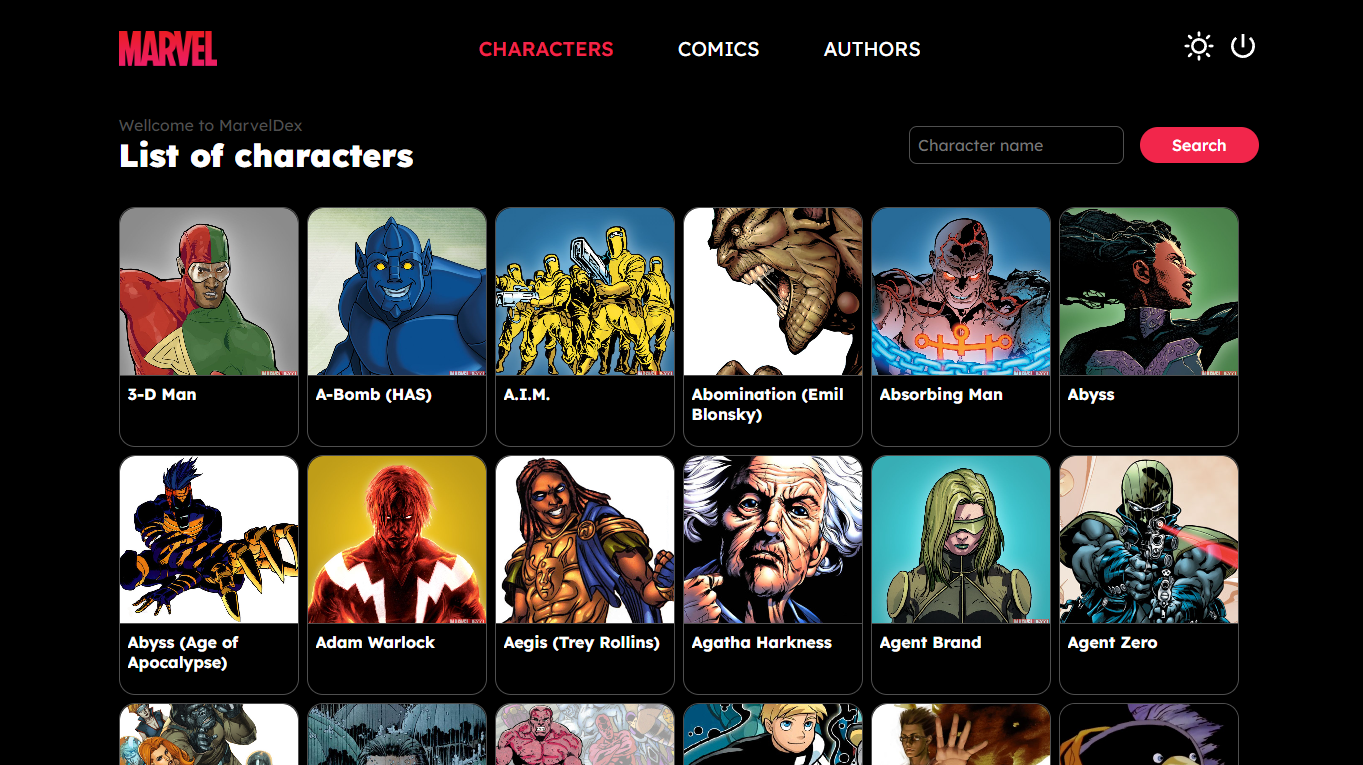 MARVEL
CHARACTERS COMICS AUTHORS
Wellcome to MarvelDex
List of characters
Character name
Search
3-D Man
A-Bomb (HAS)
A.I.M.
Abomination (Emil
Blonsky)
Absorbing Man
Abyss
Abyss (Age of
Apocalypse)
Adam Warlock
Aegis (Trey Rollins)
Agatha Harkness
Agent Brand
Agent Zero